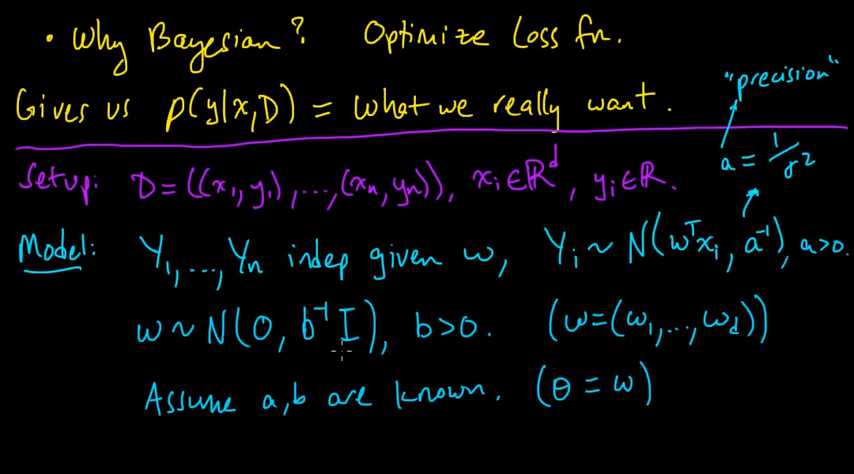 • Why Bayesian? Optimize Loss fn.
"precision"
Gives us p(y|x,D) = what we really want.
a = 1/σ²
Setup: D = ((x₁,y₁),...,(xₙ,yₙ)), xᵢ∈ℝᵈ, yᵢ∈ℝ.
Model: Y₁,...,Yₙ indep given w, Yᵢ ~ N(wᵀxᵢ, a⁻¹), a>0.
w ~ N(0, b⁻¹I), b>0. (w=(w₁,...,w_d))
Assume a,b are known. (θ = w)